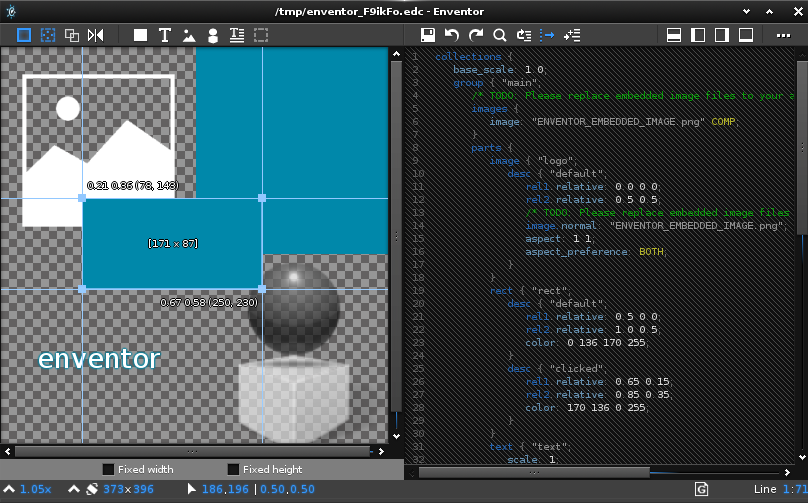 /tmp/enventor_F9ikFo.edc - Enventor
0.21 0.36 (78, 143)
[171 x 87]
0.67 0.58 (250, 230)
enventor
Fixed width
Fixed height
1 collections {
2 base_scale: 1.0;
3 group { "main";
4 /* TODO: Please replace embedded image files to your
5 images {
6 image: "ENVENTOR_EMBEDDED_IMAGE.png" COMP;
7 }
8 parts {
9 image { "logo";
10 desc { "default";
11 rel1.relative: 0 0 0 0;
12 rel2.relative: 0.5 0.5;
13 /* TODO: Please replace embedded image files
14 image.normal: "ENVENTOR_EMBEDDED_IMAGE.png";
15 aspect: 1 1;
16 aspect_preference: BOTH;
17 }
18 }
19 rect { "rect";
20 desc { "default";
21 rel1.relative: 0.5 0.0;
22 rel2.relative: 1.0 0.5;
23 color: 0 136 170 255;
24 }
25 desc { "clicked";
26 rel1.relative: 0.65 0.15;
27 rel2.relative: 0.85 0.35;
28 color: 170 136 0 255;
29 }
30 }
31 text { "text";
32 scale: 1;
1.05x 373x396 186,196 | 0.50,0.50
Line 1:71